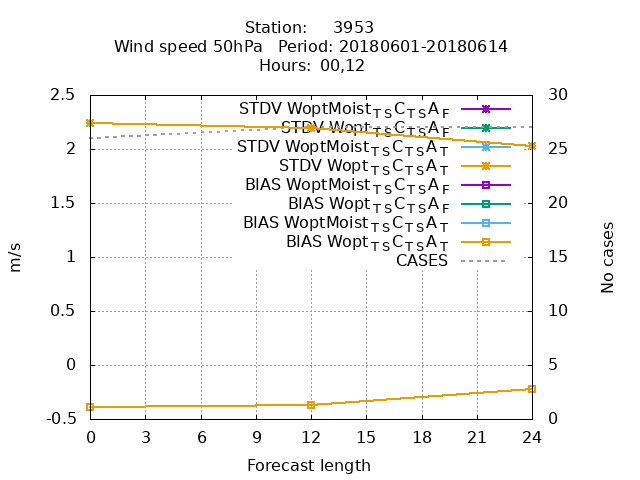 Station: 3953
Wind speed 50hPa Period: 20180601-20180614
Hours: 00,12
2.5
2
1.5
1
0.5
0
-0.5
m/s
30
25
20
15
10
5
0
No cases
STDV WoptMoistTSCTSAF
STDV WoptTSCTSAF
STDV WoptMoistTSCTSAT
STDV WoptTSCTSAT
BIAS WoptMoistTSCTSAF
BIAS WoptTSCTSAF
BIAS WoptMoistTSCTSAT
BIAS WoptTSCTSAT
CASES
0 3 6 9 12 15 18 21 24
Forecast length